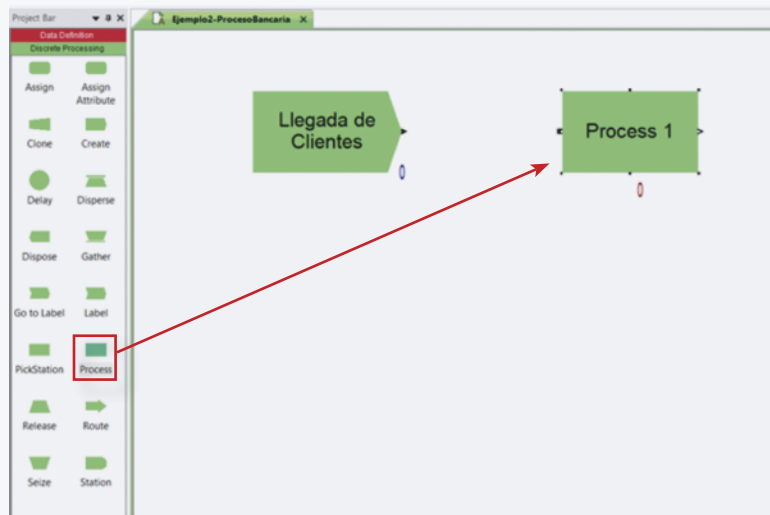 Project Bar
Data Definition
Discrete Processing
Assign
Assign
Attribute
Clone
Create
Delay
Disperse
Dispose
Gather
Go to Label
Label
PickStation
Process
Release
Route
Seize
Station
Ejemplo2-ProcesoBancaria
Llegada de
Clientes
0
Process 1
0